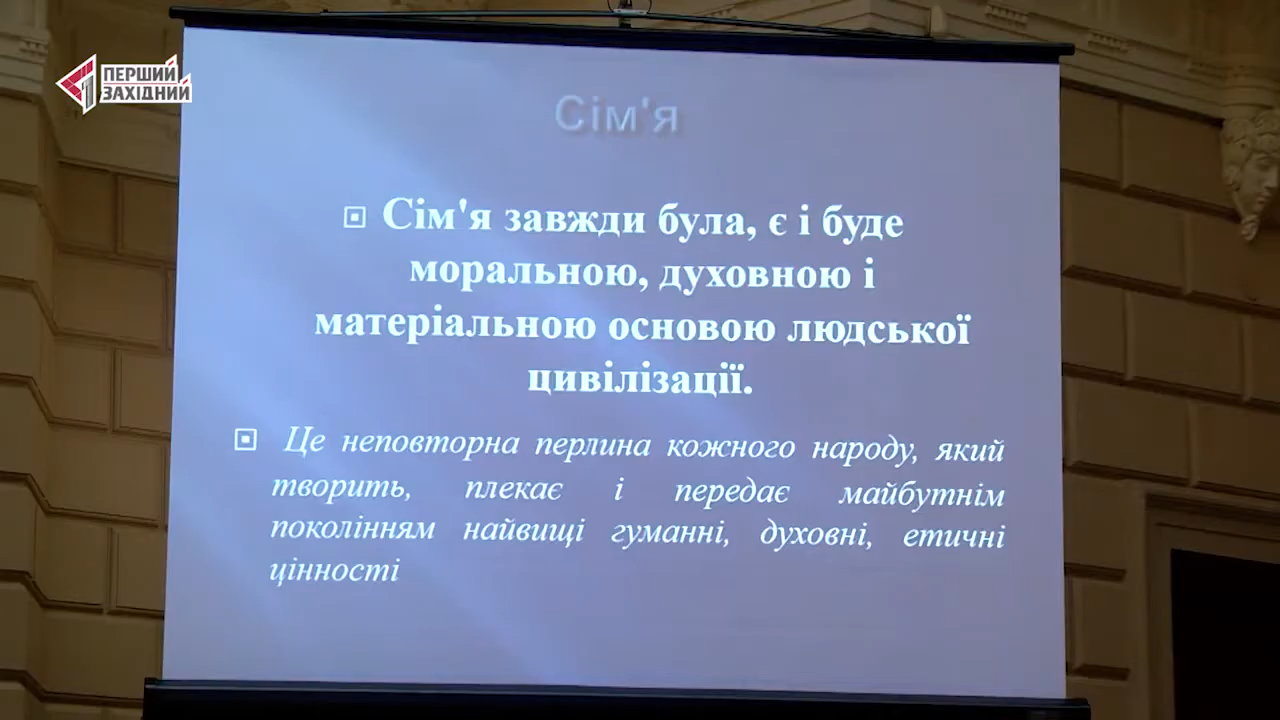 ПЕРШИЙ
ЗАХІДНИЙ
Сім'я
Сім'я завжди була, є і буде
моральною, духовною і
матеріальною основою людської
цивілізації.
Це неповторна перлина кожного народу, який
творить, плекає і передає майбутнім
поколінням найвищі гуманні, духовні, етичні
цінності